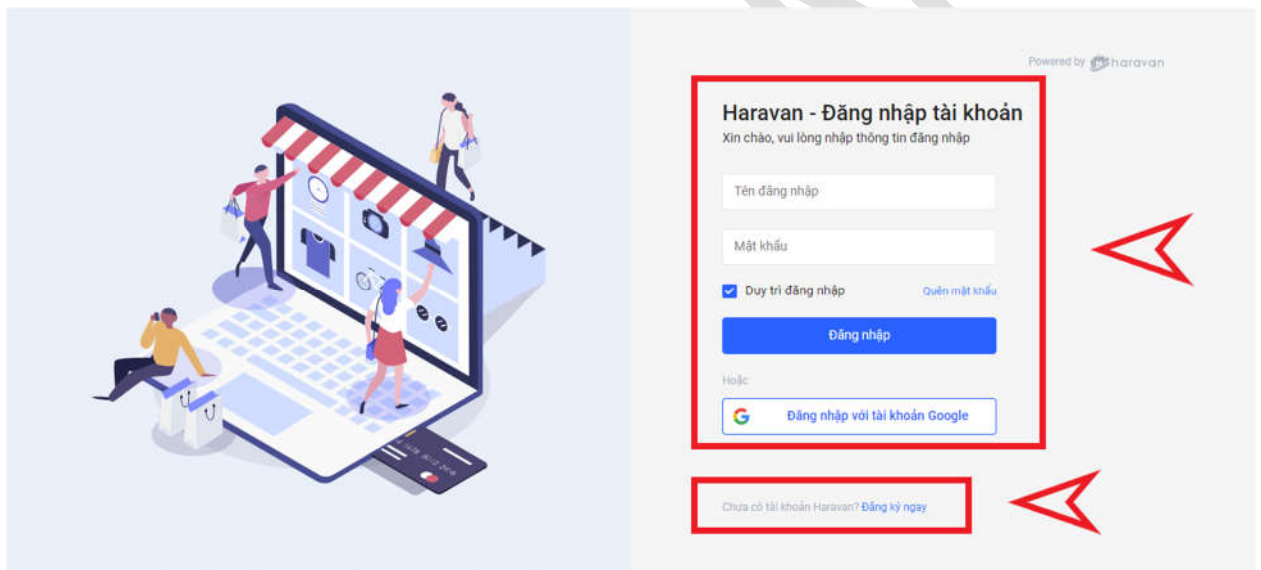 Powered by haravan
Haravan - Đăng nhập tài khoản
Xin chào, vui lòng nhập thông tin đăng nhập
Tên đăng nhập
Mật khẩu
Duy trì đăng nhập Quên mật khẩu
Đăng nhập
Hoặc
Đăng nhập với tài khoản Google
Chưa có tài khoản Haravan? Đăng ký ngay